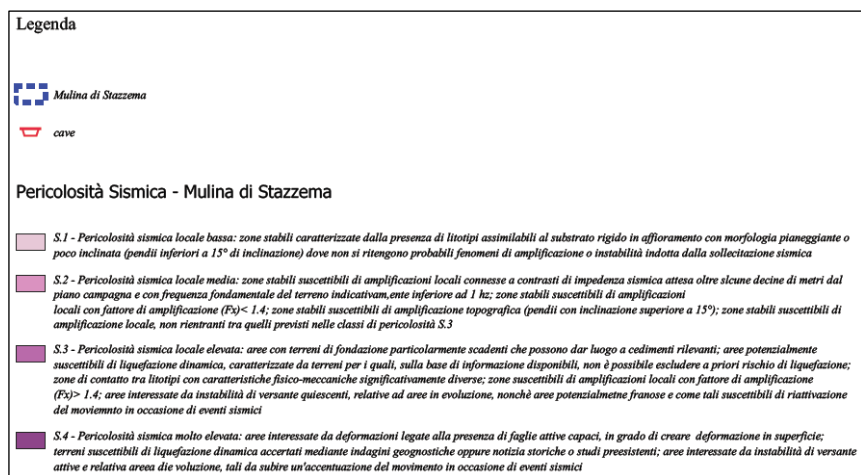 Legenda
Mulina di Stazzema
cave
Pericolosità Sismica - Mulina di Stazzema
S.1 - Pericolosità sismica locale bassa: zone stabili caratterizzate dalla presenza di litotipi assimilabili al substrato rigido in affioramento con morfologia pianeggiante o
poco inclinata (pendii inferiori a 15° di inclinazione) dove non si ritengono probabili fenomeni di amplificazione o instabilità indotta dalla sollecitazione sismica
S.2 - Pericolosità sismica locale media: zone stabili suscettibili di amplificazioni locali connesse a contrasti di impedenza sismica attesa oltre slcune decine di metri dal
piano campagna e con frequenza fondamentale del terreno indicativam,ente inferiore ad 1 hz; zone stabili suscettibili di amplificazioni
locali con fattore di amplificazione (Fx)< 1.4; zone stabili suscettibili di amplificazione topografica (pendii con inclinazione superiore a 15°); zone stabili suscettibili di
amplificazione locale, non rientranti tra quelli previsti nelle classi di pericolosità S.3
S.3 - Pericolosità sismica locale elevata: aree con terreni di fondazione particolarmente scadenti che possono dar luogo a cedimenti rilevanti; aree potenzialmente
suscettibili di liquefazione dinamica, caratterizzate da terreni per i quali, sulla base di informazione disponibili, non è possibile escludere a priori rischio di liquefazione;
zone di contatto tra litotipi con caratteristiche fisico-meccaniche significativamente diverse; zone suscettibili di amplificazioni locali con fattore di amplificazione
(Fx)> 1.4; aree interessate da instabilità di versante quiescenti, relative ad aree in evoluzione, nonchè aree potenzialmetne franose e come tali suscettibili di riattivazione
del moviemnto in occasione di eventi sismici
S.4 - Pericolosità sismica molto elevata: aree interessate da deformazioni legate alla presenza di faglie attive capaci, in grado di creare deformazione in superficie;
terreni suscettibili di liquefazione dinamica accertati mediante indagini geognostiche oppure notizia storiche o studi preesistenti; aree interessate da instabilità di versante
attive e relativa areea die voluzione, tali da subire un'accentuazione del movimento in occasione di eventi sismici